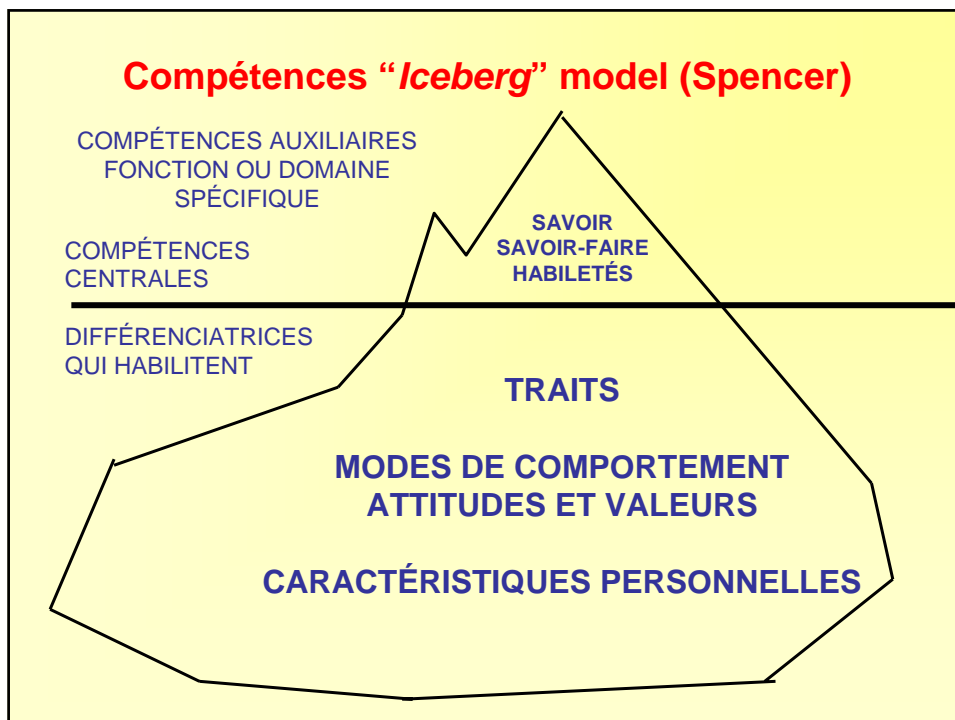 Compétences “Iceberg” model (Spencer)
COMPÉTENCES AUXILIAIRES
FONCTION OU DOMAINE
SPÉCIFIQUE
SAVOIR
SAVOIR-FAIRE
HABILETÉS
COMPÉTENCES
CENTRALES
DIFFÉRENCIATRICES
QUI HABILITENT
TRAITS
MODES DE COMPORTEMENT
ATTITUDES ET VALEURS
CARACTÉRISTIQUES PERSONNELLES